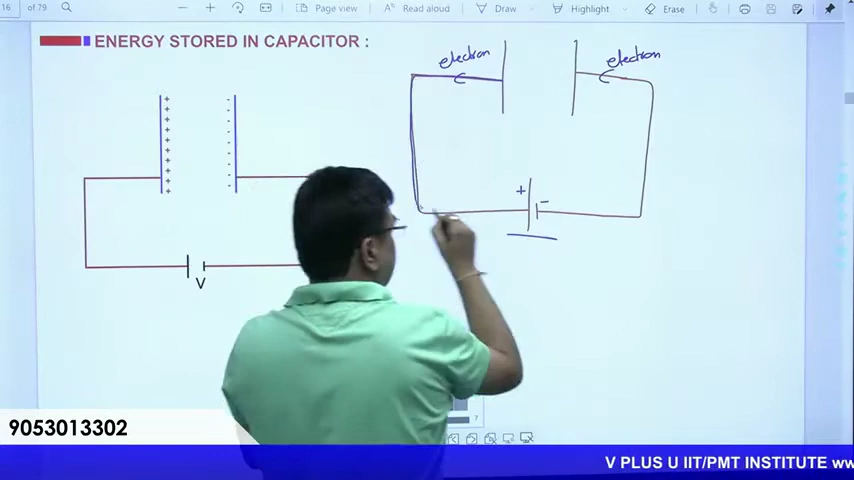 16 of 79 Page view A Read aloud Draw Highlight Erase
ENERGY STORED IN CAPACITOR :
electron electron
+ -
V
7
9053013302
V PLUS U IIT/PMT INSTITUTE ww